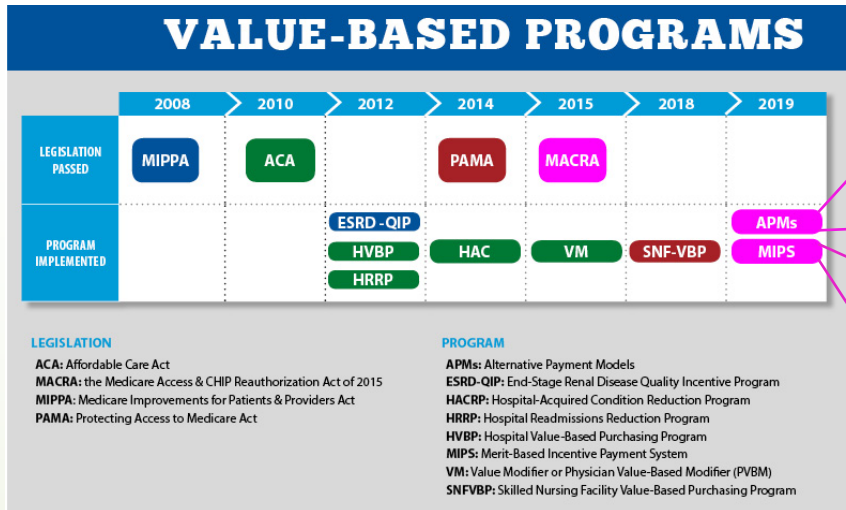 VALUE-BASED PROGRAMS
2008 2010 2012 2014 2015 2018 2019
LEGISLATION
PASSED
MIPPA ACA PAMA MACRA
PROGRAM
IMPLEMENTED
ESRD -QIP APMs
HVBP HAC VM SNF-VBP MIPS
HRRP
LEGISLATION
ACA: Affordable Care Act
MACRA: the Medicare Access & CHIP Reauthorization Act of 2015
MIPPA: Medicare Improvements for Patients & Providers Act
PAMA: Protecting Access to Medicare Act
PROGRAM
APMs: Alternative Payment Models
ESRD-QIP: End-Stage Renal Disease Quality Incentive Program
HACRP: Hospital-Acquired Condition Reduction Program
HRRP: Hospital Readmissions Reduction Program
HVBP: Hospital Value-Based Purchasing Program
MIPS: Merit-Based Incentive Payment System
VM: Value Modifier or Physician Value-Based Modifier (PVBM)
SNFVBP: Skilled Nursing Facility Value-Based Purchasing Program